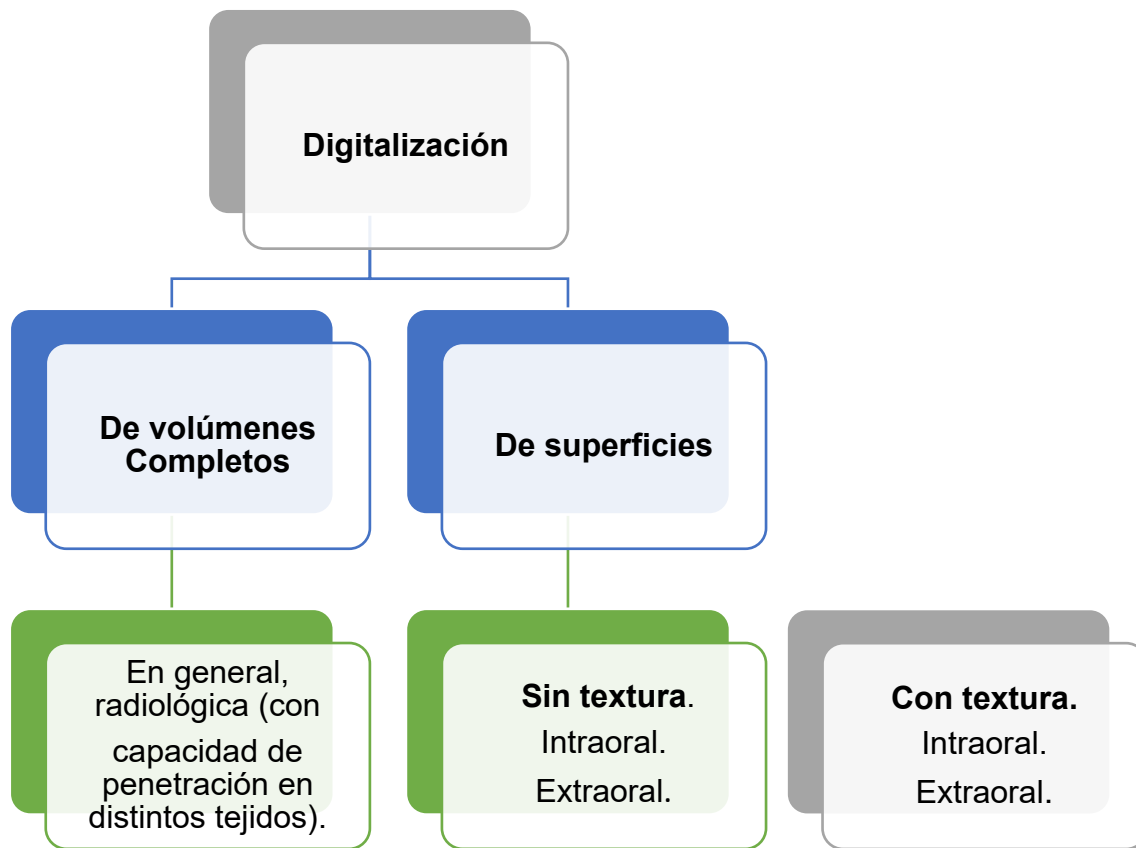 Digitalización
De volúmenes
Completos
De superficies
En general,
radiológica (con
capacidad de
penetración en
distintos tejidos).
Sin textura.
Intraoral.
Extraoral.
Con textura.
Intraoral.
Extraoral.